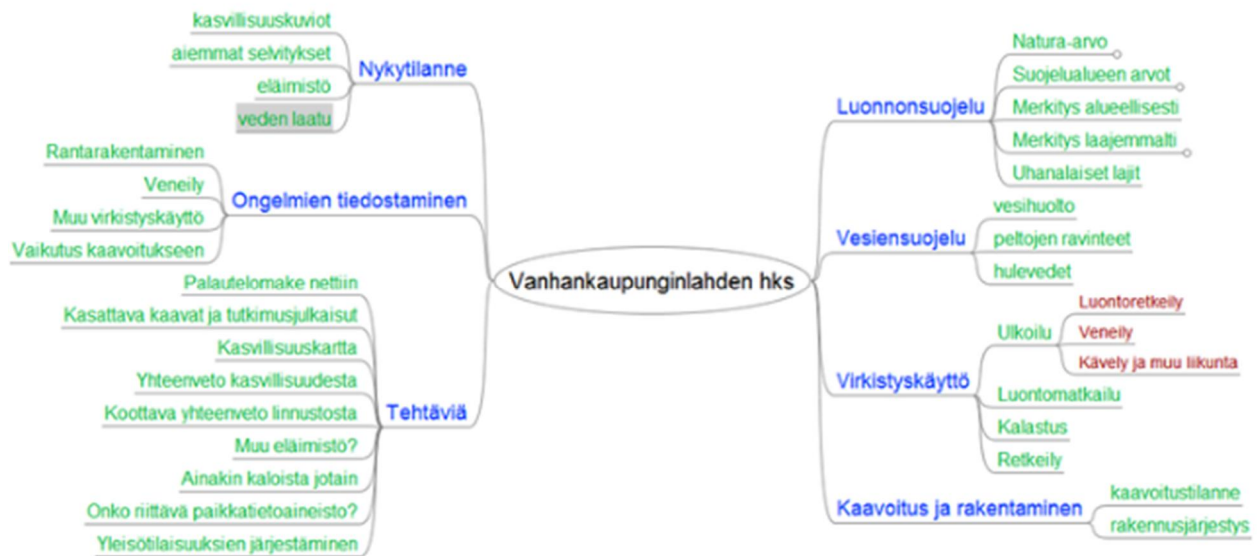 Vanhankaupunginlahden hks
Nykytilanne
kasvillisuuskuviot
aiemmat selvitykset
eläimistö
veden laatu
Ongelmien tiedostaminen
Rantarakentaminen
Veneily
Muu virkistyskäyttö
Vaikutus kaavoitukseen
Tehtäviä
Palautelomake nettiin
Kasattava kaavat ja tutkimusjulkaisut
Kasvillisuuskartta
Yhteenveto kasvillisuudesta
Koottava yhteenveto linnustosta
Muu eläimistö?
Ainakin kaloista jotain
Onko riittävä paikkatietoaineisto?
Yleisötilaisuuksien järjestäminen
Luonnonsuojelu
Natura-arvo
Suojelualueen arvot
Merkitys alueellisesti
Merkitys laajemmalti
Uhanalaiset lajit
Vesiensuojelu
vesihuolto
peltojen ravinteet
hulevedet
Virkistyskäyttö
Ulkoilu
Luontoretkeily
Veneily
Kävely ja muu liikunta
Luontomatkailu
Kalastus
Retkeily
Kaavoitus ja rakentaminen
kaavoitustilanne
rakennusjärjestys